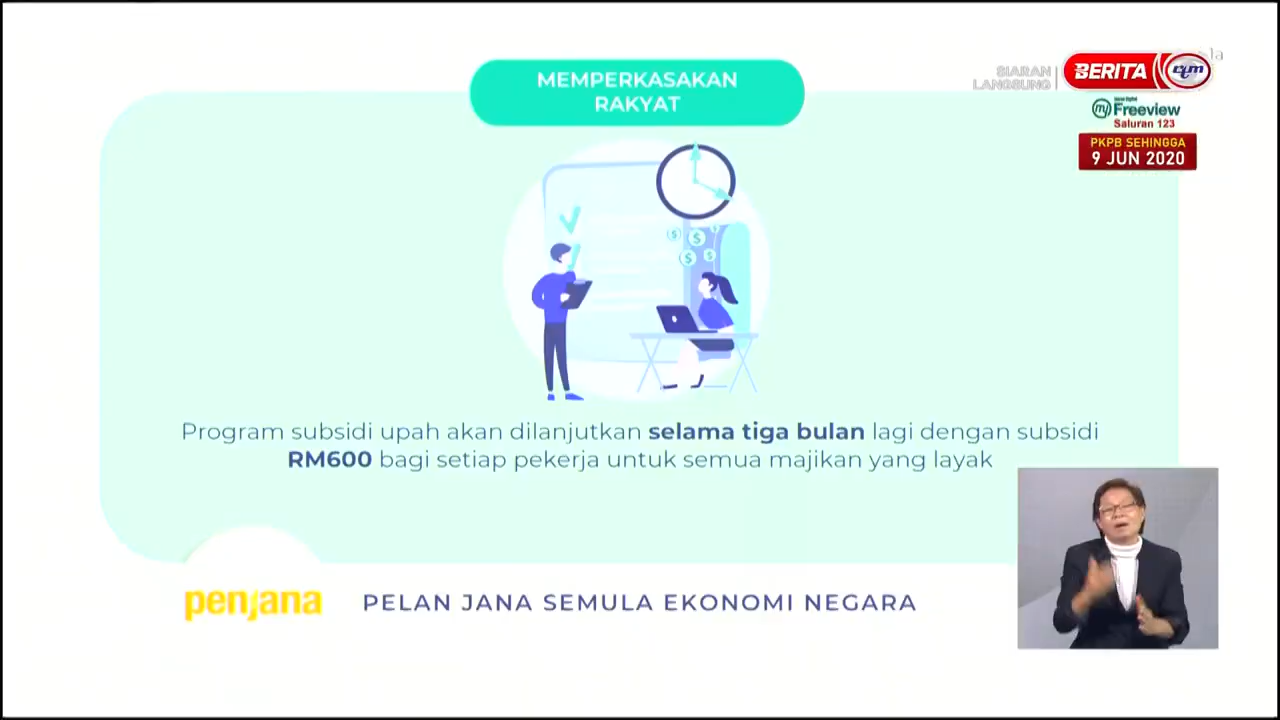 MEMPERKASAKAN
RAKYAT
SIARAN
LANGSUNG
BERITA rtm
my Freeview
Saluran 123
PKPB SEHINGGA
9 JUN 2020
Program subsidi upah akan dilanjutkan selama tiga bulan lagi dengan subsidi
RM600 bagi setiap pekerja untuk semua majikan yang layak
penjana
PELAN JANA SEMULA EKONOMI NEGARA